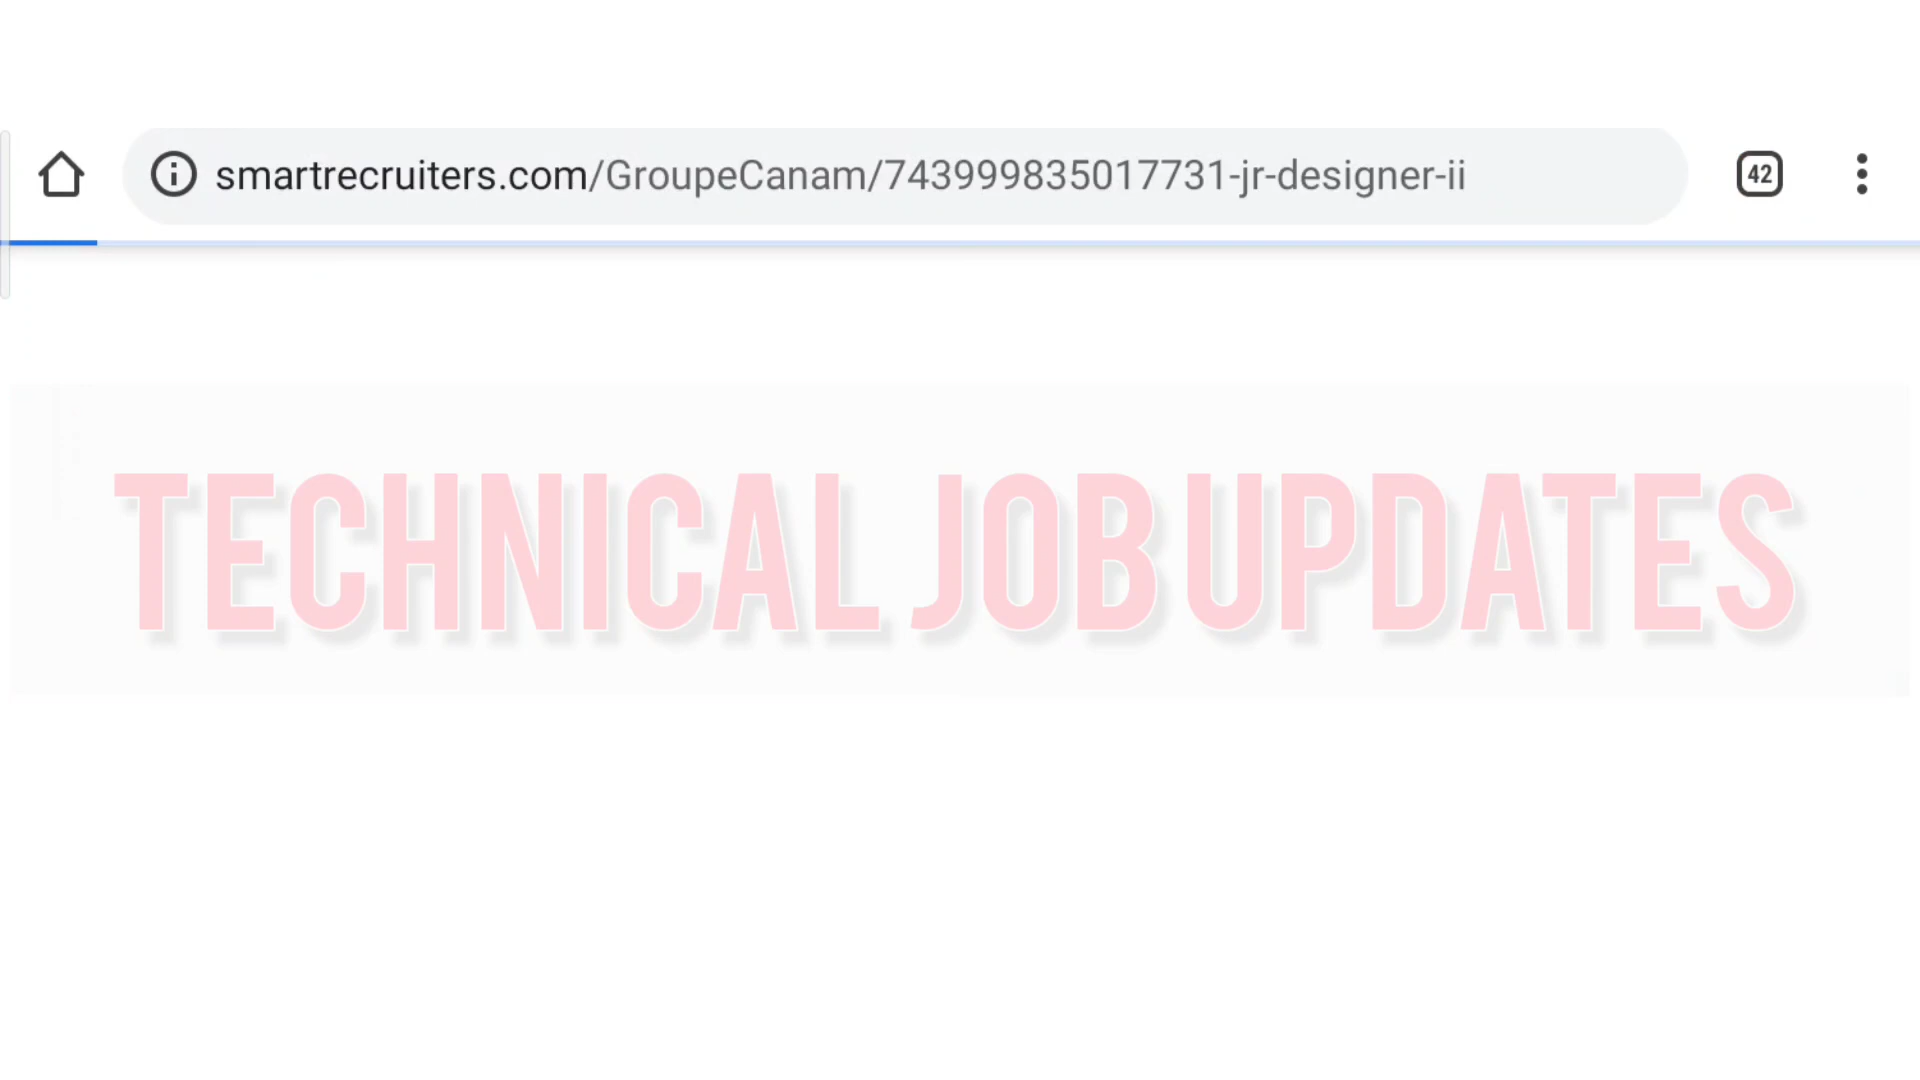 smartrecruiters.com/GroupeCanam/743999835017731-jr-designer-ii
42
TECHNICAL JOB UPDATES